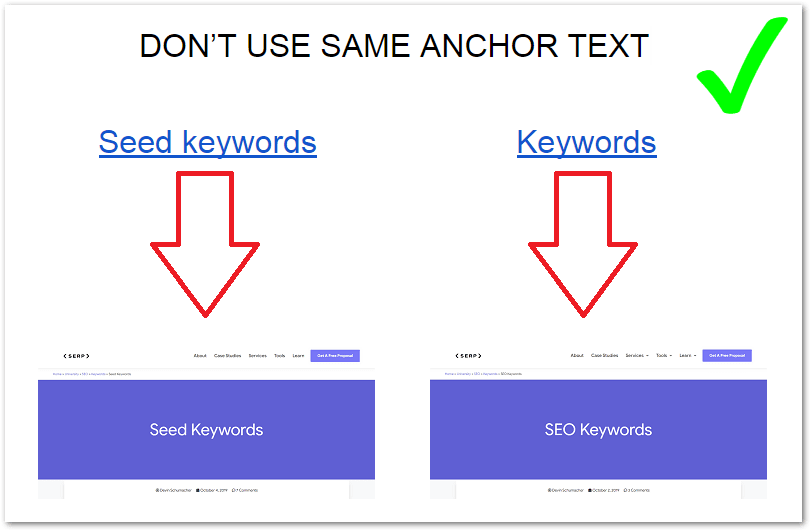 DON'T USE SAME ANCHOR TEXT
Seed keywords
Keywords
< SERP > About Case Studies Services Tools Learn Get A Free Proposal
Home » University » SEO » Keywords » Seed Keywords
Seed Keywords
Devin Schumacher October 4, 2019 7 Comments
< SERP > About Case Studies Services Tools Learn Get A Free Proposal
Home » University » SEO » Keywords » SEO Keywords
SEO Keywords
Devin Schumacher October 2, 2019 3 Comments